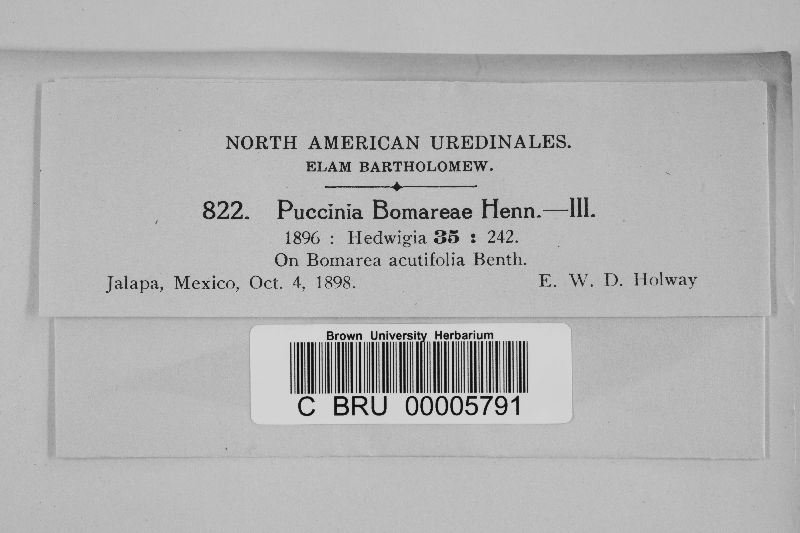 NORTH AMERICAN UREDINALES.
ELAM BARTHOLOMEW.
822. Puccinia Bomareae Henn.—III.
1896 : Hedwigia 35 : 242.
On Bomarea acutifolia Benth.
Jalapa, Mexico, Oct. 4, 1898. E. W. D. Holway
Brown University Herbarium
C BRU 00005791